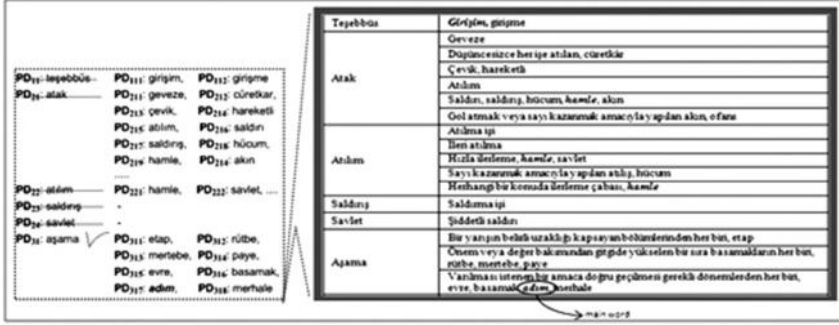 PD₁₁: teşebbüs PD₁₁₁: girişim, PD₁₁₂: girişme
PD₂₁: atak PD₂₁₁: geveze, PD₂₁₂: cüretkar,
PD₂₁₃: çevik, PD₂₁₄: hareketli
PD₂₁₅: atılım, PD₂₁₆: saldırı
PD₂₁₇: saldırış, PD₂₁₈: hücum,
PD₂₁₉: hamle, PD₂₁₄: akın
.....
PD₂₂: atılım PD₂₂₁: hamle, PD₂₂₂: savlet, ....
PD₂₃: saldırış -
PD₂₄: savlet -
PD₃₁: aşama PD₃₁₁: etap, PD₃₁₂: rütbe,
PD₃₁₃: mertebe, PD₃₁₄: paye,
PD₃₁₅: evre, PD₃₁₆: basamak,
PD₃₁₇: adım, PD₃₁₈: merhale
Teşebbüs Girişim, girişme
Atak
Geveze
Düşüncesizce her işe atılan, cüretkâr
Çevik, hareketli
Atılım
Saldırı, saldırış, hücum, hamle, akın
Gol atmak veya sayı kazanmak amacıyla yapılan akın, ofans
Atılım
Atılma işi
İleri atılma
Hızla ilerleme, hamle, savlet
Sayı kazanmak amacıyla yapılan atılış, hücum
Herhangi bir konuda ilerleme çabası, hamle
Saldırış Saldırma işi
Savlet Şiddetli saldırı
Aşama
Bir yarışın belirli uzaklığı kapsayan bölümlerinden her biri, etap
Önem veya değer bakımından gitgide yükselen bir sıra basamakların her biri,
rütbe, mertebe, paye
Varılması istenen bir amaca doğru geçilmesi gerekli dönemlerden her biri,
evre, basamak, adım, merhale
main word